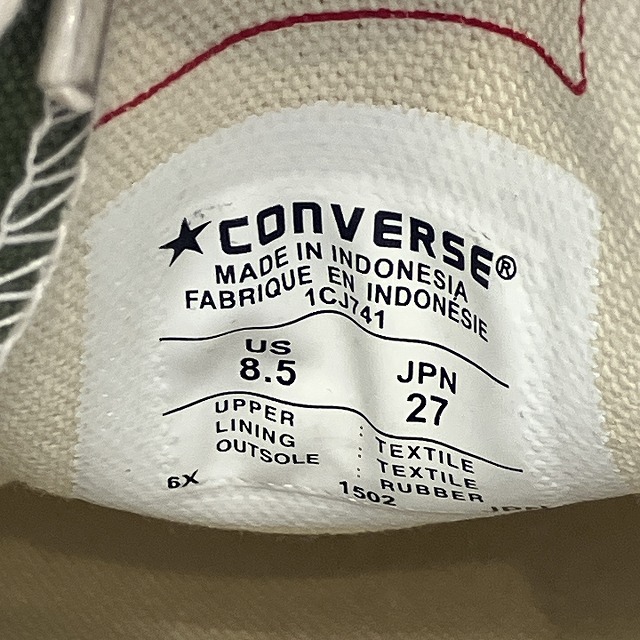 ★CONVERSE®
MADE IN INDONESIA
FABRIQUE EN INDONÉSIE
1CJ741
US 8.5
JPN 27
UPPER : TEXTILE
LINING : TEXTILE
OUTSOLE : RUBBER
6X 1502